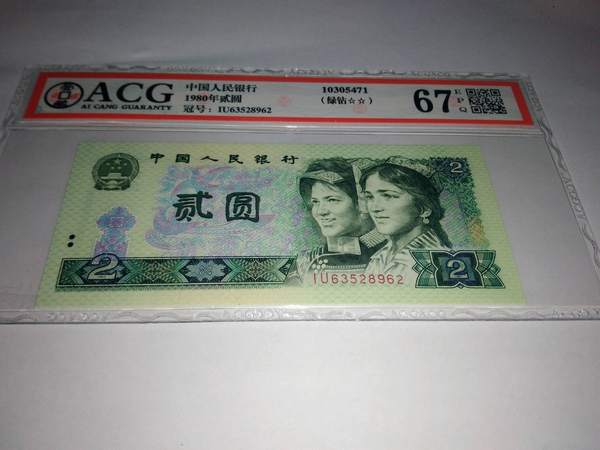 ACG
AI CANG GUARANTY
中国人民银行
1980年贰圆
冠号：IU63528962
10305471
（绿钻☆☆）
67 EPQ
中国人民银行
2
贰圆
2
2
IU63528962